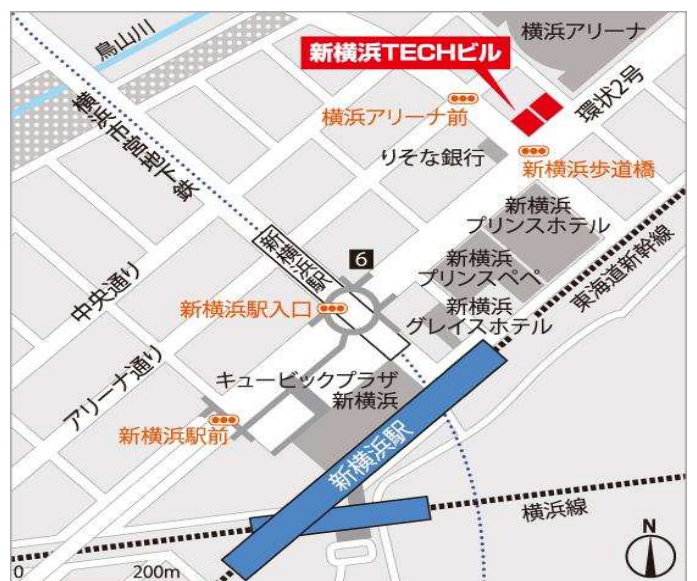 鳥山川
横浜アリーナ
新横浜TECHビル
環状2号
横浜アリーナ前
横浜市営地下鉄
りそな銀行
新横浜歩道橋
新横浜
プリンスホテル
新横浜駅
6
新横浜
プリンスペペ
東海道新幹線
中央通り
新横浜駅入口
新横浜
グレイスホテル
アリーナ通り
キュービックプラザ
新横浜
新横浜駅前
新横浜駅
横浜線
N
0
200m